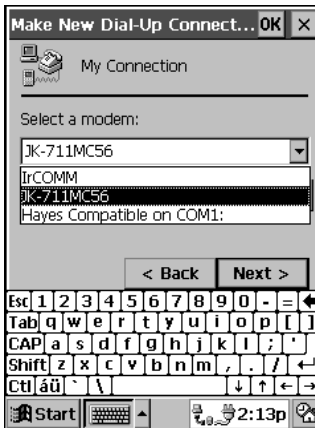 Make New Dial-Up Connect... OK ×
My Connection
Select a modem:
JK-711MC56
IrCOMM
JK-711MC56
Hayes Compatible on COM1:
< Back Next >
Esc 1 2 3 4 5 6 7 8 9 0 - =
Tab q w e r t y u i o p [ ]
CAP a s d f g h j k l ; '
Shift z x c v b n m , . /
Ctl áü ` \ ↓ ↑ ← →
Start 2:13p